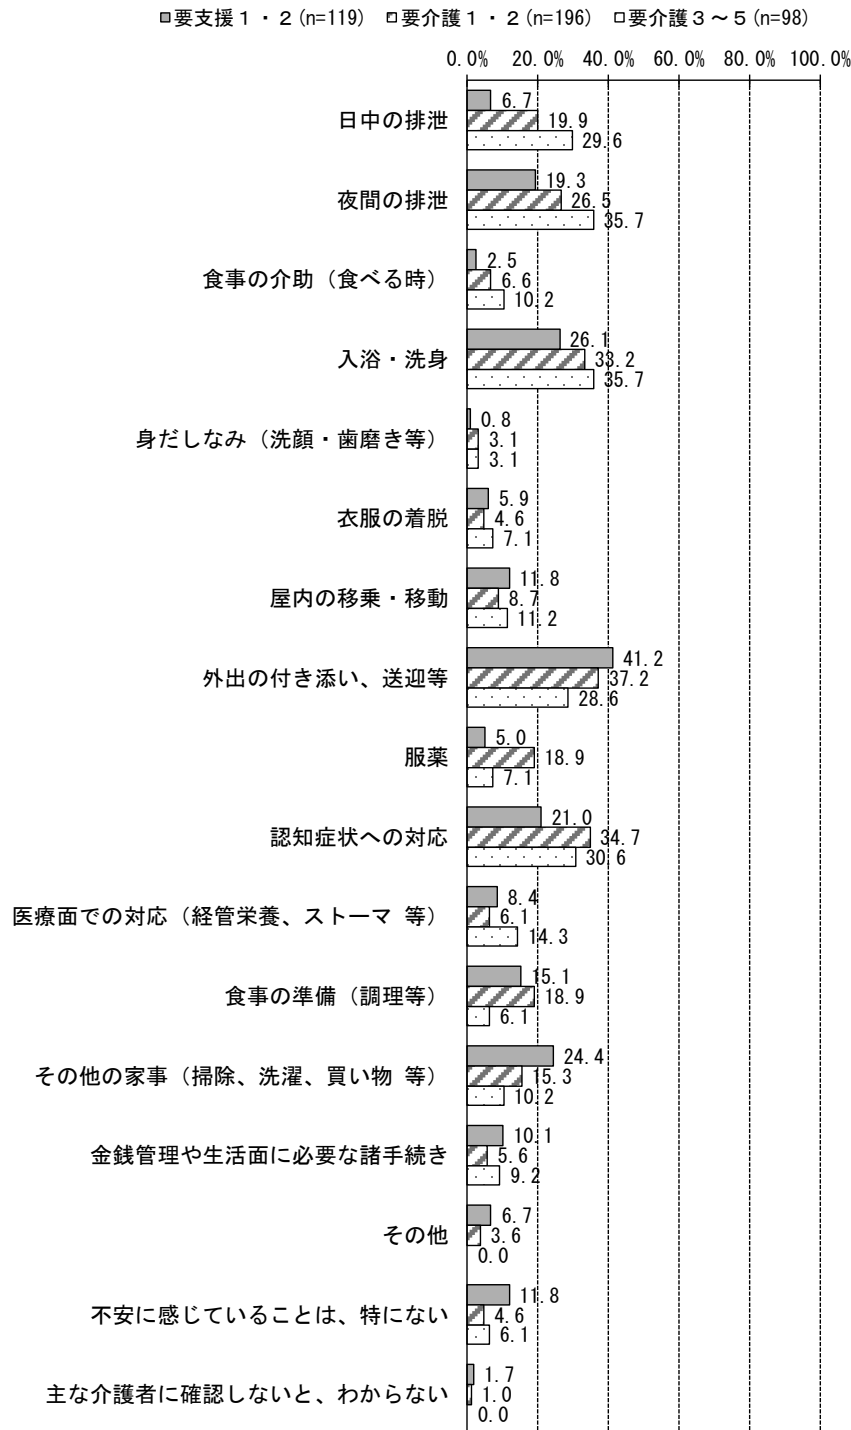 要支援１・２(n=119) 要介護１・２(n=196) 要介護３～５(n=98)
0.0% 20.0% 40.0% 60.0% 80.0% 100.0%
日中の排泄
6.7
19.9
29.6
夜間の排泄
19.3
26.5
35.7
食事の介助（食べる時）
2.5
6.6
10.2
入浴・洗身
26.1
33.2
35.7
身だしなみ（洗顔・歯磨き等）
0.8
3.1
3.1
衣服の着脱
5.9
4.6
7.1
屋内の移乗・移動
11.8
8.7
11.2
外出の付き添い、送迎等
41.2
37.2
28.6
服薬
5.0
18.9
7.1
認知症状への対応
21.0
34.7
30.6
医療面での対応（経管栄養、ストーマ 等）
8.4
6.1
14.3
食事の準備（調理等）
15.1
18.9
6.1
その他の家事（掃除、洗濯、買い物 等）
24.4
15.3
10.2
金銭管理や生活面に必要な諸手続き
10.1
5.6
9.2
その他
6.7
3.6
0.0
不安に感じていることは、特にない
11.8
4.6
6.1
主な介護者に確認しないと、わからない
1.7
1.0
0.0